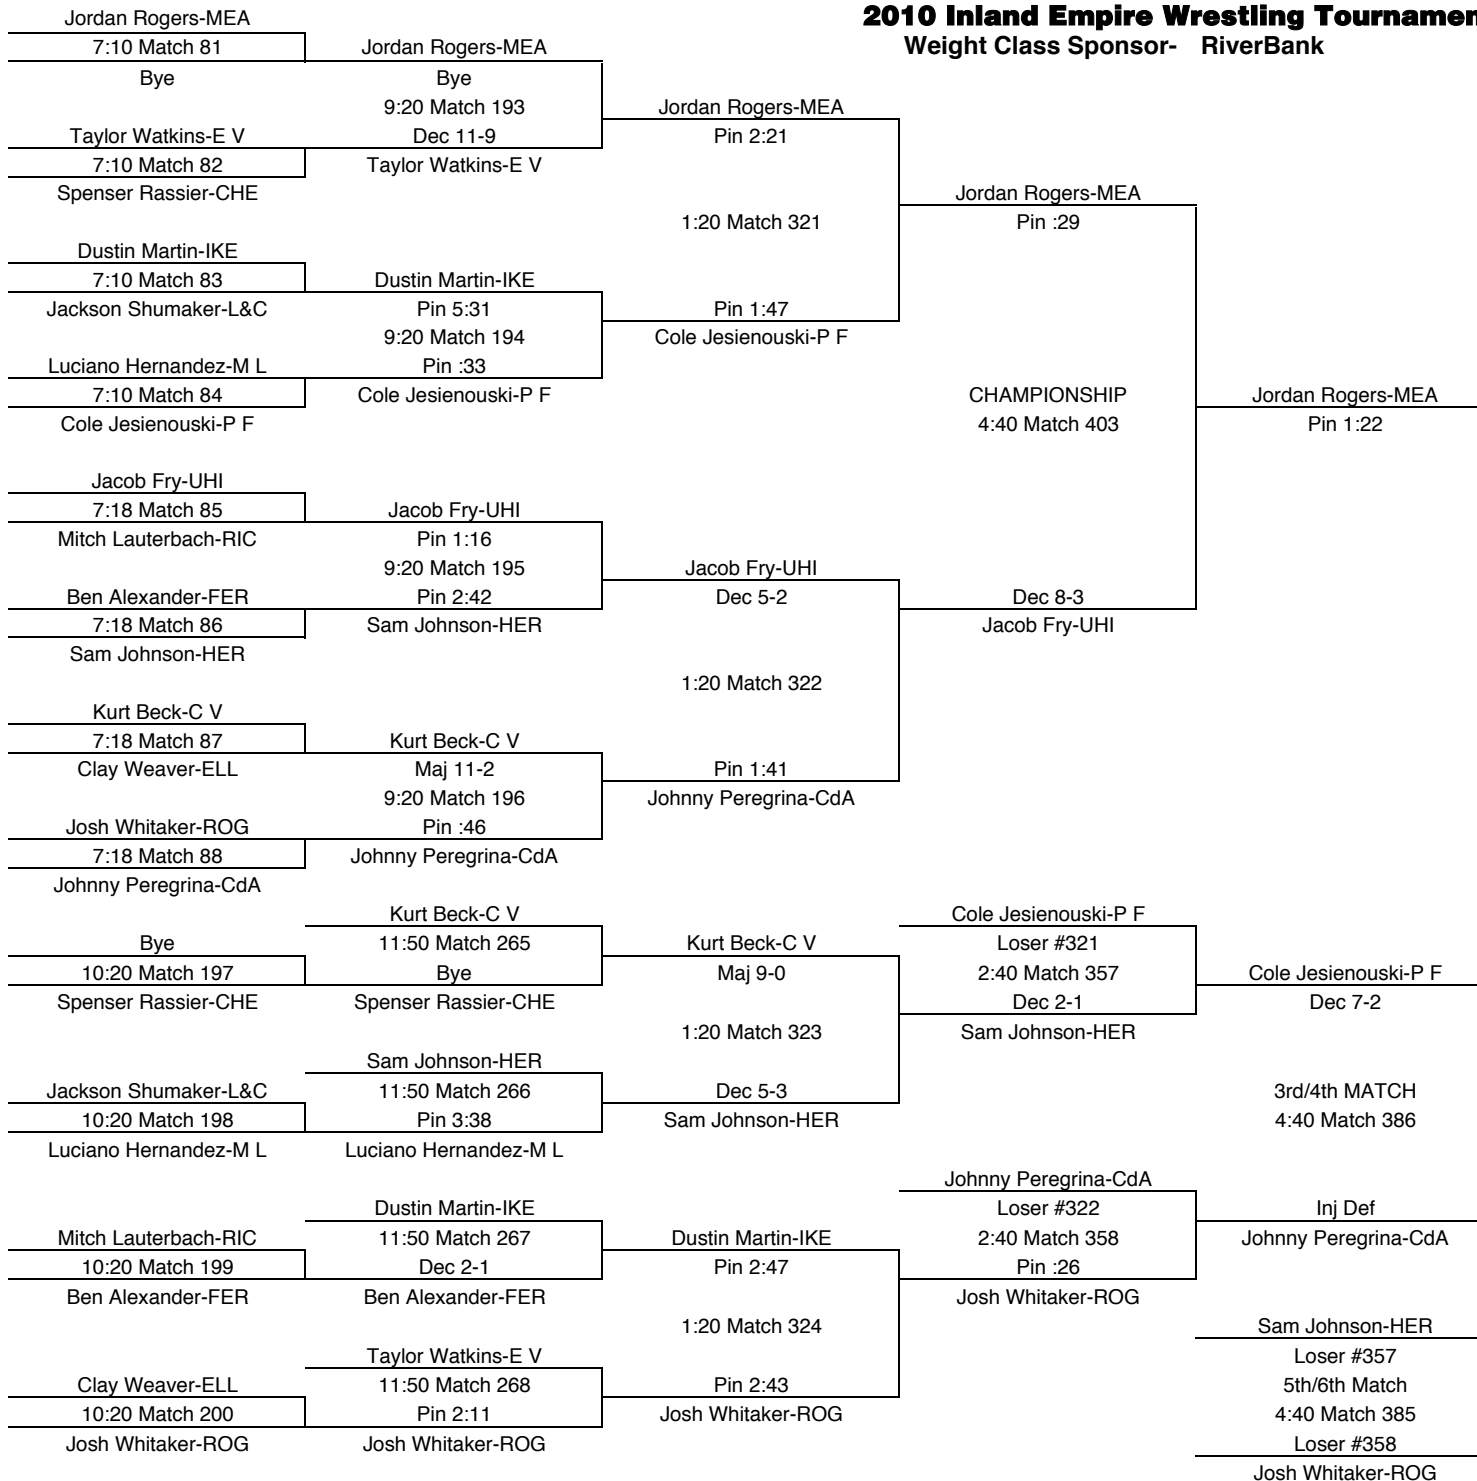 2010 Inland Empire Wrestling Tournamen
Weight Class Sponsor- RiverBank
Jordan Rogers-MEA
7:10 Match 81
Bye
Taylor Watkins-E V
7:10 Match 82
Spenser Rassier-CHE
Dustin Martin-IKE
7:10 Match 83
Jackson Shumaker-L&C
Luciano Hernandez-M L
7:10 Match 84
Cole Jesienouski-P F
Jacob Fry-UHI
7:18 Match 85
Mitch Lauterbach-RIC
Ben Alexander-FER
7:18 Match 86
Sam Johnson-HER
Kurt Beck-C V
7:18 Match 87
Clay Weaver-ELL
Josh Whitaker-ROG
7:18 Match 88
Johnny Peregrina-CdA
Jordan Rogers-MEA
Bye
9:20 Match 193
Dec 11-9
Taylor Watkins-E V
Dustin Martin-IKE
Pin 5:31
9:20 Match 194
Pin :33
Cole Jesienouski-P F
Jacob Fry-UHI
Pin 1:16
9:20 Match 195
Pin 2:42
Sam Johnson-HER
Kurt Beck-C V
Maj 11-2
9:20 Match 196
Pin :46
Johnny Peregrina-CdA
Jordan Rogers-MEA
Pin 2:21
1:20 Match 321
Pin 1:47
Cole Jesienouski-P F
Jacob Fry-UHI
Dec 5-2
1:20 Match 322
Pin 1:41
Johnny Peregrina-CdA
Jordan Rogers-MEA
Pin :29
CHAMPIONSHIP
4:40 Match 403
Dec 8-3
Jacob Fry-UHI
Jordan Rogers-MEA
Pin 1:22
Bye
10:20 Match 197
Spenser Rassier-CHE
Jackson Shumaker-L&C
10:20 Match 198
Luciano Hernandez-M L
Mitch Lauterbach-RIC
10:20 Match 199
Ben Alexander-FER
Clay Weaver-ELL
10:20 Match 200
Josh Whitaker-ROG
Kurt Beck-C V
11:50 Match 265
Bye
Spenser Rassier-CHE
Sam Johnson-HER
11:50 Match 266
Pin 3:38
Luciano Hernandez-M L
Dustin Martin-IKE
11:50 Match 267
Dec 2-1
Ben Alexander-FER
Taylor Watkins-E V
11:50 Match 268
Pin 2:11
Josh Whitaker-ROG
Kurt Beck-C V
Maj 9-0
1:20 Match 323
Dec 5-3
Sam Johnson-HER
Dustin Martin-IKE
Pin 2:47
1:20 Match 324
Pin 2:43
Josh Whitaker-ROG
Cole Jesienouski-P F
Loser #321
2:40 Match 357
Dec 2-1
Sam Johnson-HER
Johnny Peregrina-CdA
Loser #322
2:40 Match 358
Pin :26
Josh Whitaker-ROG
Cole Jesienouski-P F
Dec 7-2
3rd/4th MATCH
4:40 Match 386
Inj Def
Johnny Peregrina-CdA
Sam Johnson-HER
Loser #357
5th/6th Match
4:40 Match 385
Loser #358
Josh Whitaker-ROG